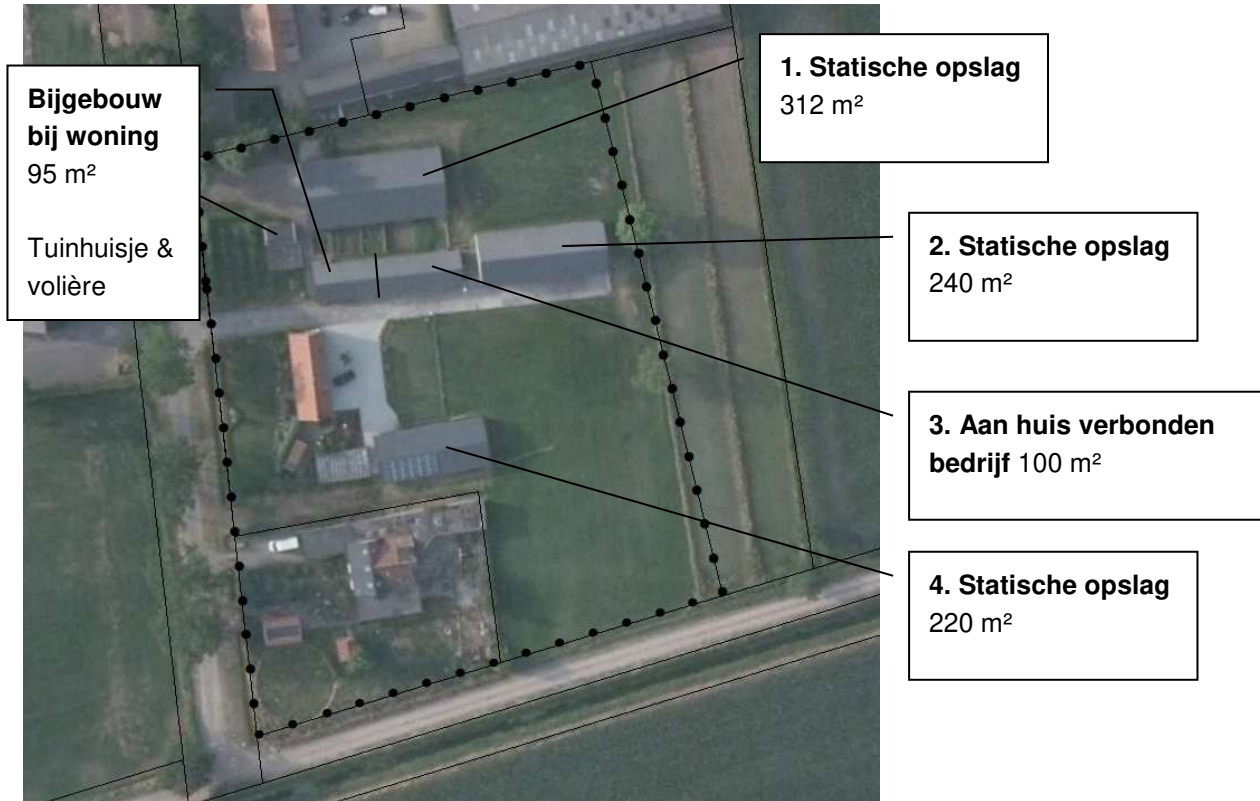 Bijgebouw
bij woning
95 m²
Tuinhuisje &
volière
1. Statische opslag
312 m²
2. Statische opslag
240 m²
3. Aan huis verbonden
bedrijf 100 m²
4. Statische opslag
220 m²